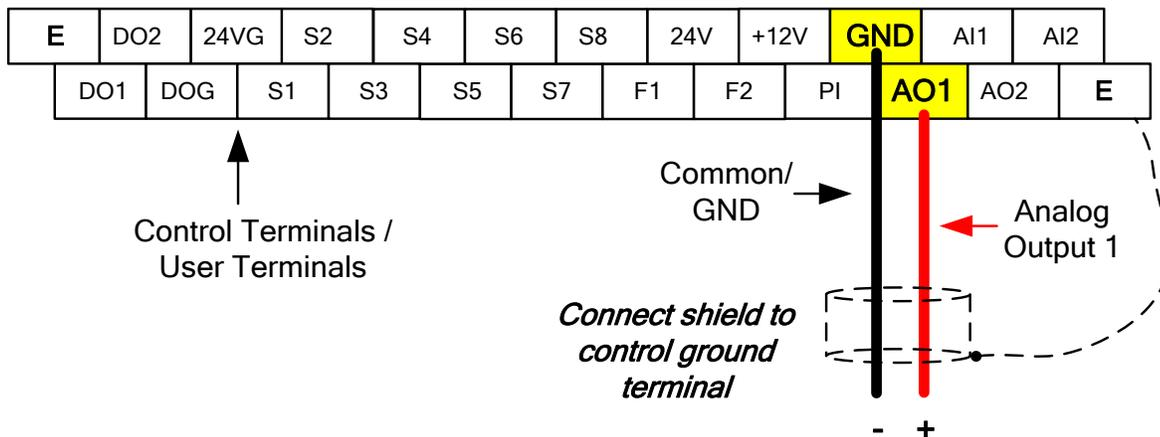 E DO2 24VG S2 S4 S6 S8 24V +12V GND AI1 AI2
DO1 DOG S1 S3 S5 S7 F1 F2 PI AO1 AO2 E
Common/
GND
Analog
Output 1
Control Terminals /
User Terminals
Connect shield to
control ground
terminal
- +